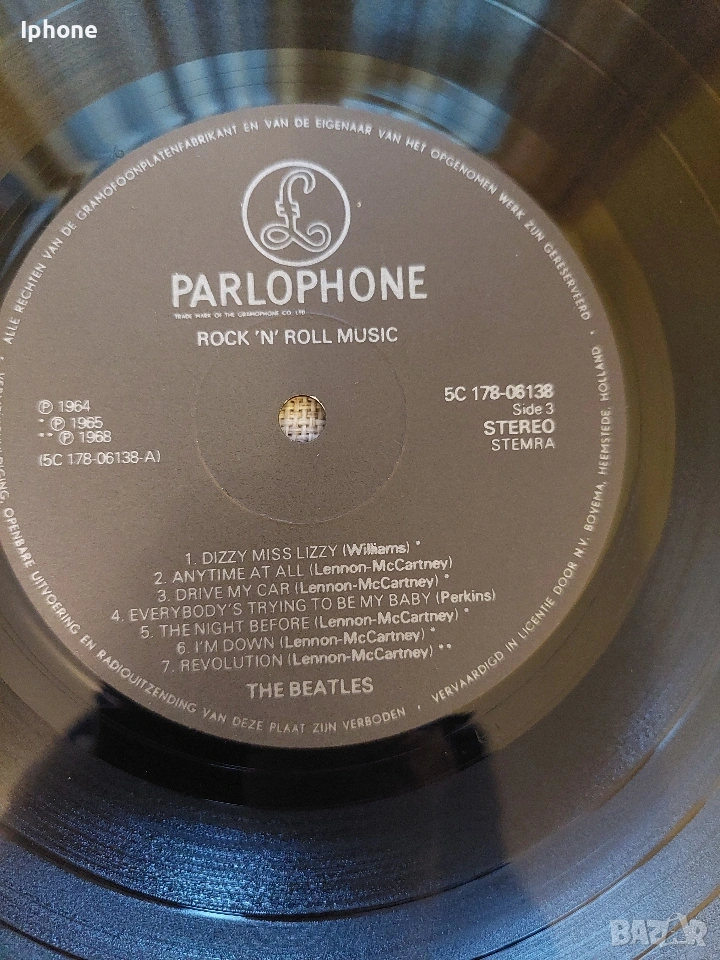 Iphone
ALLE RECHTEN VAN DE GRAMOFOONPLATENFABRIKANT EN VAN DE EIGENAAR VAN HET OPGENOMEN WERK ZIJN GERESERVEERD
£
PARLOPHONE
TRADE MARK OF THE GRAMOPHONE CO. LTD.
ROCK 'N' ROLL MUSIC
Ⓟ 1964
* Ⓟ 1965
** Ⓟ 1968
(5C 178-06138-A)
5C 178-06138
Side 3
STEREO
STEMRA
1. DIZZY MISS LIZZY (Williams) *
2. ANYTIME AT ALL (Lennon-McCartney)
3. DRIVE MY CAR (Lennon-McCartney) *
4. EVERYBODY'S TRYING TO BE MY BABY (Perkins)
5. THE NIGHT BEFORE (Lennon-McCartney) *
6. I'M DOWN (Lennon-McCartney) *
7. REVOLUTION (Lennon-McCartney) **
THE BEATLES
OPENBARE UITVOERING EN RADIOUITZENDING VAN DEZE PLAAT ZIJN VERBODEN
VERVAARDIGD IN LICENTIE DOOR N.V. BOVEMA, HEEMSTEDE, HOLLAND
BAZAR